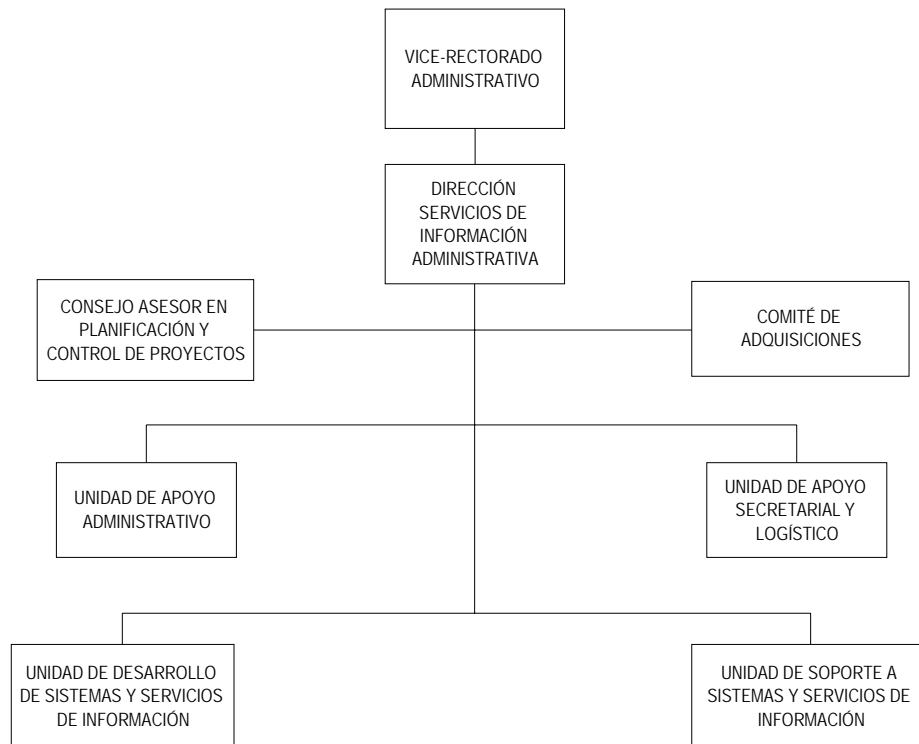 VICE-RECTORADO
ADMINISTRATIVO
DIRECCIÓN
SERVICIOS DE
INFORMACIÓN
ADMINISTRATIVA
CONSEJO ASESOR EN
PLANIFICACIÓN Y
CONTROL DE PROYECTOS
COMITÉ DE
ADQUISICIONES
UNIDAD DE APOYO
ADMINISTRATIVO
UNIDAD DE APOYO
SECRETARIAL Y
LOGÍSTICO
UNIDAD DE DESARROLLO
DE SISTEMAS Y SERVICIOS
DE INFORMACIÓN
UNIDAD DE SOPORTE A
SISTEMAS Y SERVICIOS DE
INFORMACIÓN